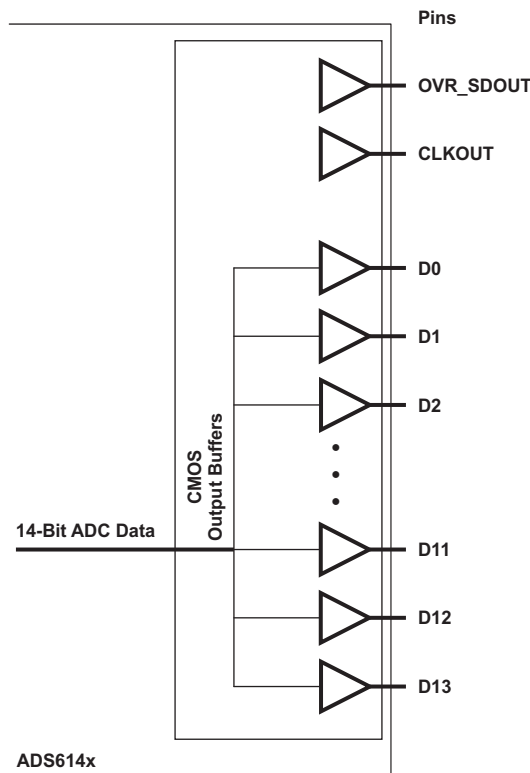 Pins
OVR_SDOUT
CLKOUT
D0
D1
D2
CMOS
Output Buffers
14-Bit ADC Data
D11
D12
D13
ADS614x